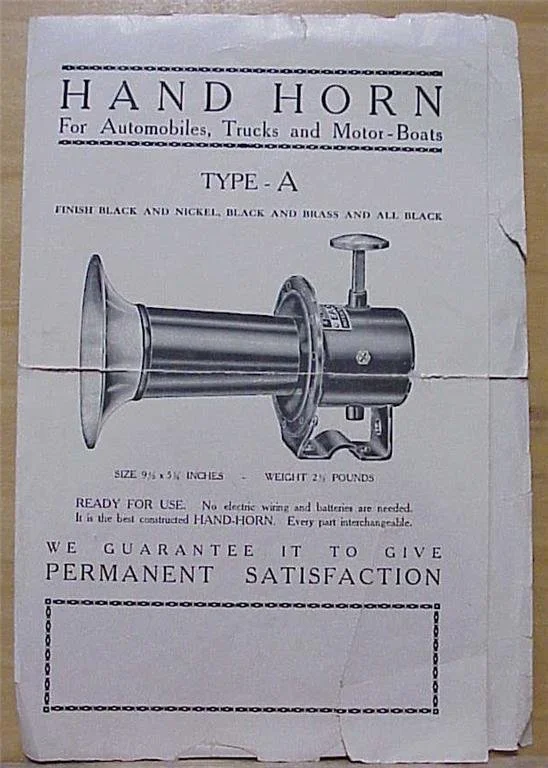 HAND HORN
For Automobiles, Trucks and Motor-Boats
TYPE - A
FINISH BLACK AND NICKEL, BLACK AND BRASS AND ALL BLACK
SIZE 9½ x 5¼ INCHES - WEIGHT 2½ POUNDS
READY FOR USE. No electric wiring and batteries are needed.
It is the best constructed HAND-HORN. Every part interchangeable.
WE GUARANTEE IT TO GIVE
PERMANENT SATISFACTION